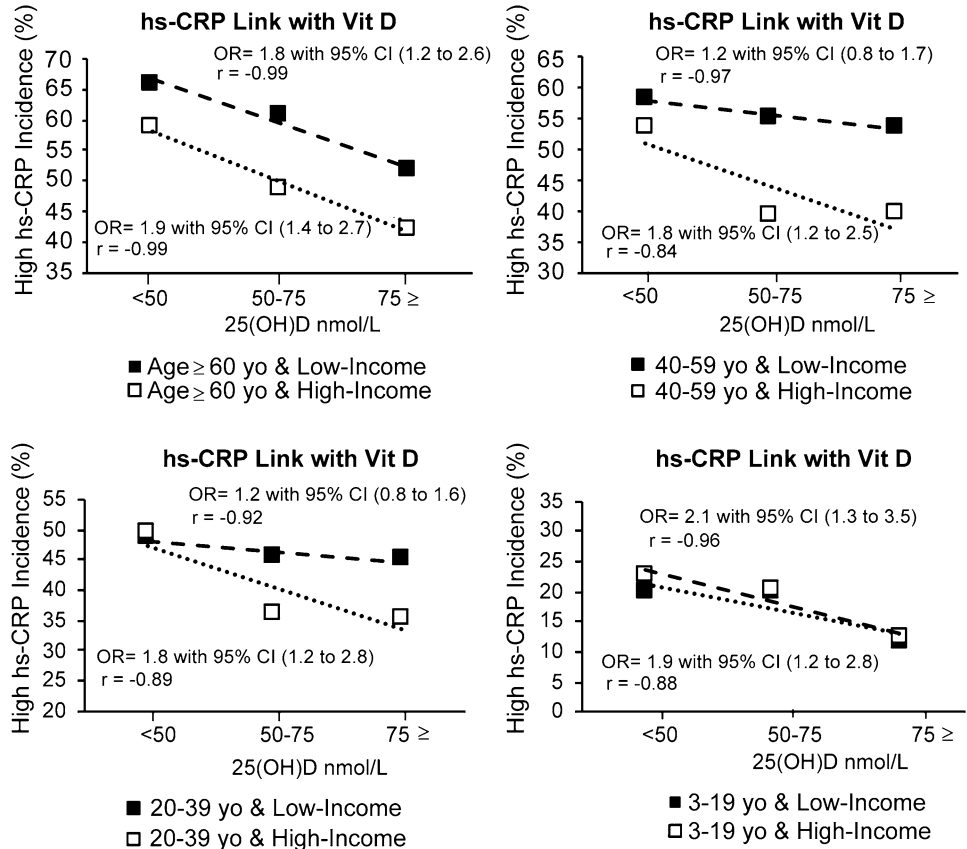 hs-CRP Link with Vit D
High hs-CRP Incidence (%)
70
65
60
55
50
45
40
35
OR= 1.8 with 95% CI (1.2 to 2.6)
r = -0.99
OR= 1.9 with 95% CI (1.4 to 2.7)
r = -0.99
<50 50-75 75 ≥
25(OH)D nmol/L
Age ≥ 60 yo & Low-Income
Age ≥ 60 yo & High-Income
hs-CRP Link with Vit D
High hs-CRP Incidence (%)
65
60
55
50
45
40
35
30
OR= 1.2 with 95% CI (0.8 to 1.7)
r = -0.97
OR= 1.8 with 95% CI (1.2 to 2.5)
r = -0.84
<50 50-75 75 ≥
25(OH)D nmol/L
40-59 yo & Low-Income
40-59 yo & High-Income
hs-CRP Link with Vit D
High hs-CRP Incidence (%)
55
50
45
40
35
30
25
20
OR= 1.2 with 95% CI (0.8 to 1.6)
r = -0.92
OR= 1.8 with 95% CI (1.2 to 2.8)
r = -0.89
<50 50-75 75 ≥
25(OH)D nmol/L
20-39 yo & Low-Income
20-39 yo & High-Income
hs-CRP Link with Vit D
High hs-CRP Incidence (%)
35
30
25
20
15
10
5
0
OR= 2.1 with 95% CI (1.3 to 3.5)
r = -0.96
OR= 1.9 with 95% CI (1.2 to 2.8)
r = -0.88
<50 50-75 75 ≥
25(OH)D nmol/L
3-19 yo & Low-Income
3-19 yo & High-Income